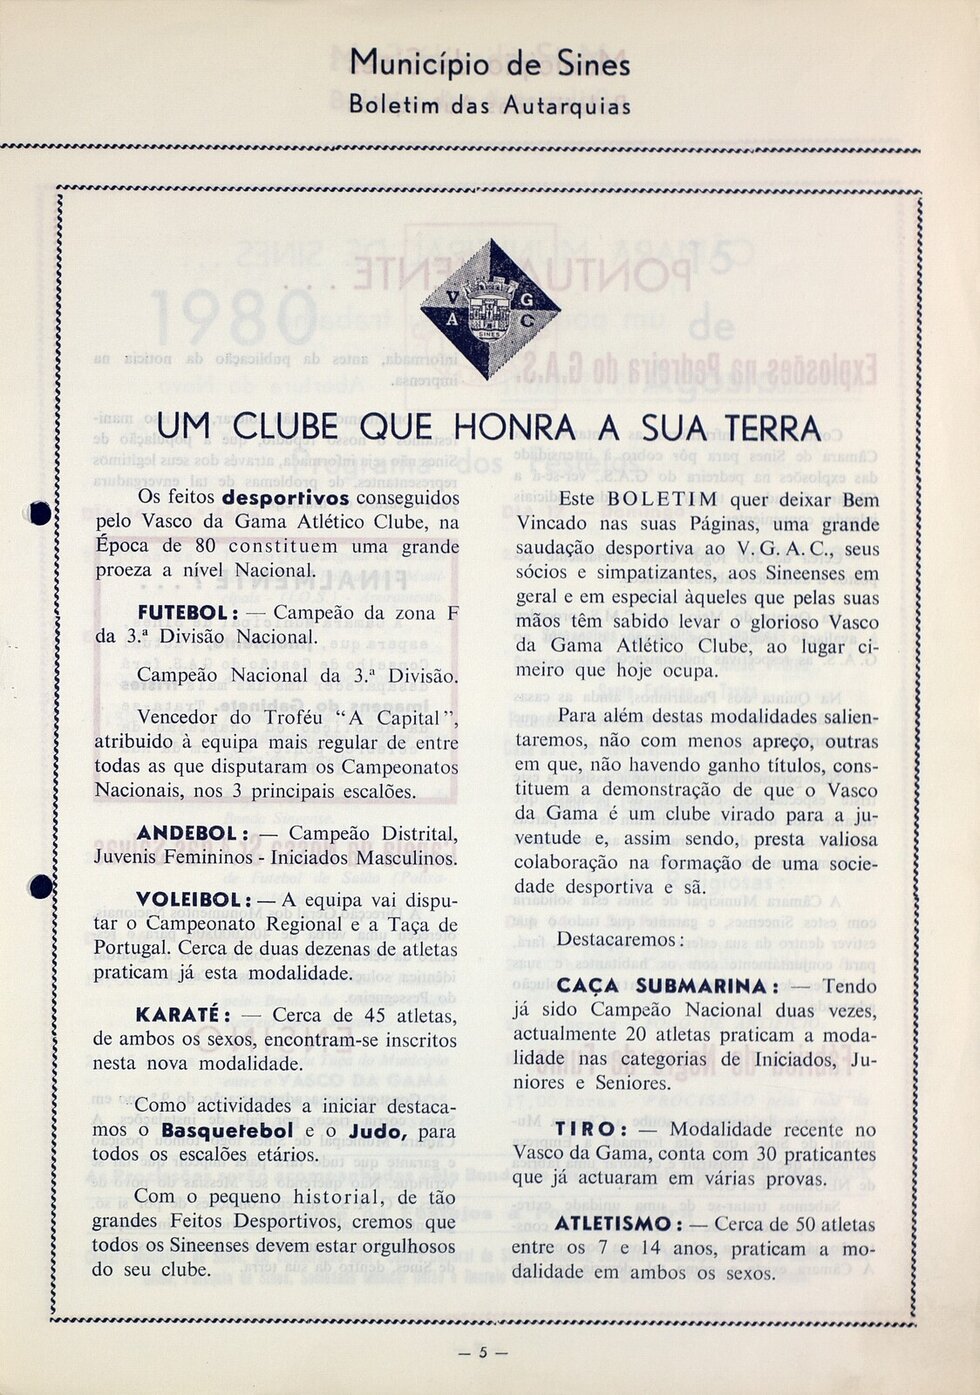 Município de Sines
Boletim das Autarquias
V G
A C
SINES
UM CLUBE QUE HONRA A SUA TERRA
Os feitos desportivos conseguidos
pelo Vasco da Gama Atlético Clube, na
Época de 80 constituem uma grande
proeza a nível Nacional.
FUTEBOL: — Campeão da zona F
da 3.ª Divisão Nacional.
Campeão Nacional da 3.ª Divisão.
Vencedor do Troféu “A Capital”,
atribuido à equipa mais regular de entre
todas as que disputaram os Campeonatos
Nacionais, nos 3 principais escalões.
ANDEBOL: — Campeão Distrital,
Juvenis Femininos - Iniciados Masculinos.
VOLEIBOL: — A equipa vai dispu-
tar o Campeonato Regional e a Taça de
Portugal. Cerca de duas dezenas de atletas
praticam já esta modalidade.
KARATÉ: — Cerca de 45 atletas,
de ambos os sexos, encontram-se inscritos
nesta nova modalidade.
Como actividades a iniciar destaca-
mos o Basquetebol e o Judo, para
todos os escalões etários.
Com o pequeno historial, de tão
grandes Feitos Desportivos, cremos que
todos os Sineenses devem estar orgulhosos
do seu clube.
Este BOLETIM quer deixar Bem
Vincado nas suas Páginas, uma grande
saudação desportiva ao V. G. A. C., seus
sócios e simpatizantes, aos Sineenses em
geral e em especial àqueles que pelas suas
mãos têm sabido levar o glorioso Vasco
da Gama Atlético Clube, ao lugar ci-
meiro que hoje ocupa.
Para além destas modalidades salien-
taremos, não com menos apreço, outras
em que, não havendo ganho títulos, cons-
tituem a demonstração de que o Vasco
da Gama é um clube virado para a ju-
ventude e, assim sendo, presta valiosa
colaboração na formação de uma socie-
dade desportiva e sã.
Destacaremos:
CAÇA SUBMARINA: — Tendo
já sido Campeão Nacional duas vezes,
actualmente 20 atletas praticam a moda-
lidade nas categorias de Iniciados, Ju-
niores e Seniores.
TIRO: — Modalidade recente no
Vasco da Gama, conta com 30 praticantes
que já actuaram em várias provas.
ATLETISMO: — Cerca de 50 atletas
entre os 7 e 14 anos, praticam a mo-
dalidade em ambos os sexos.
— 5 —